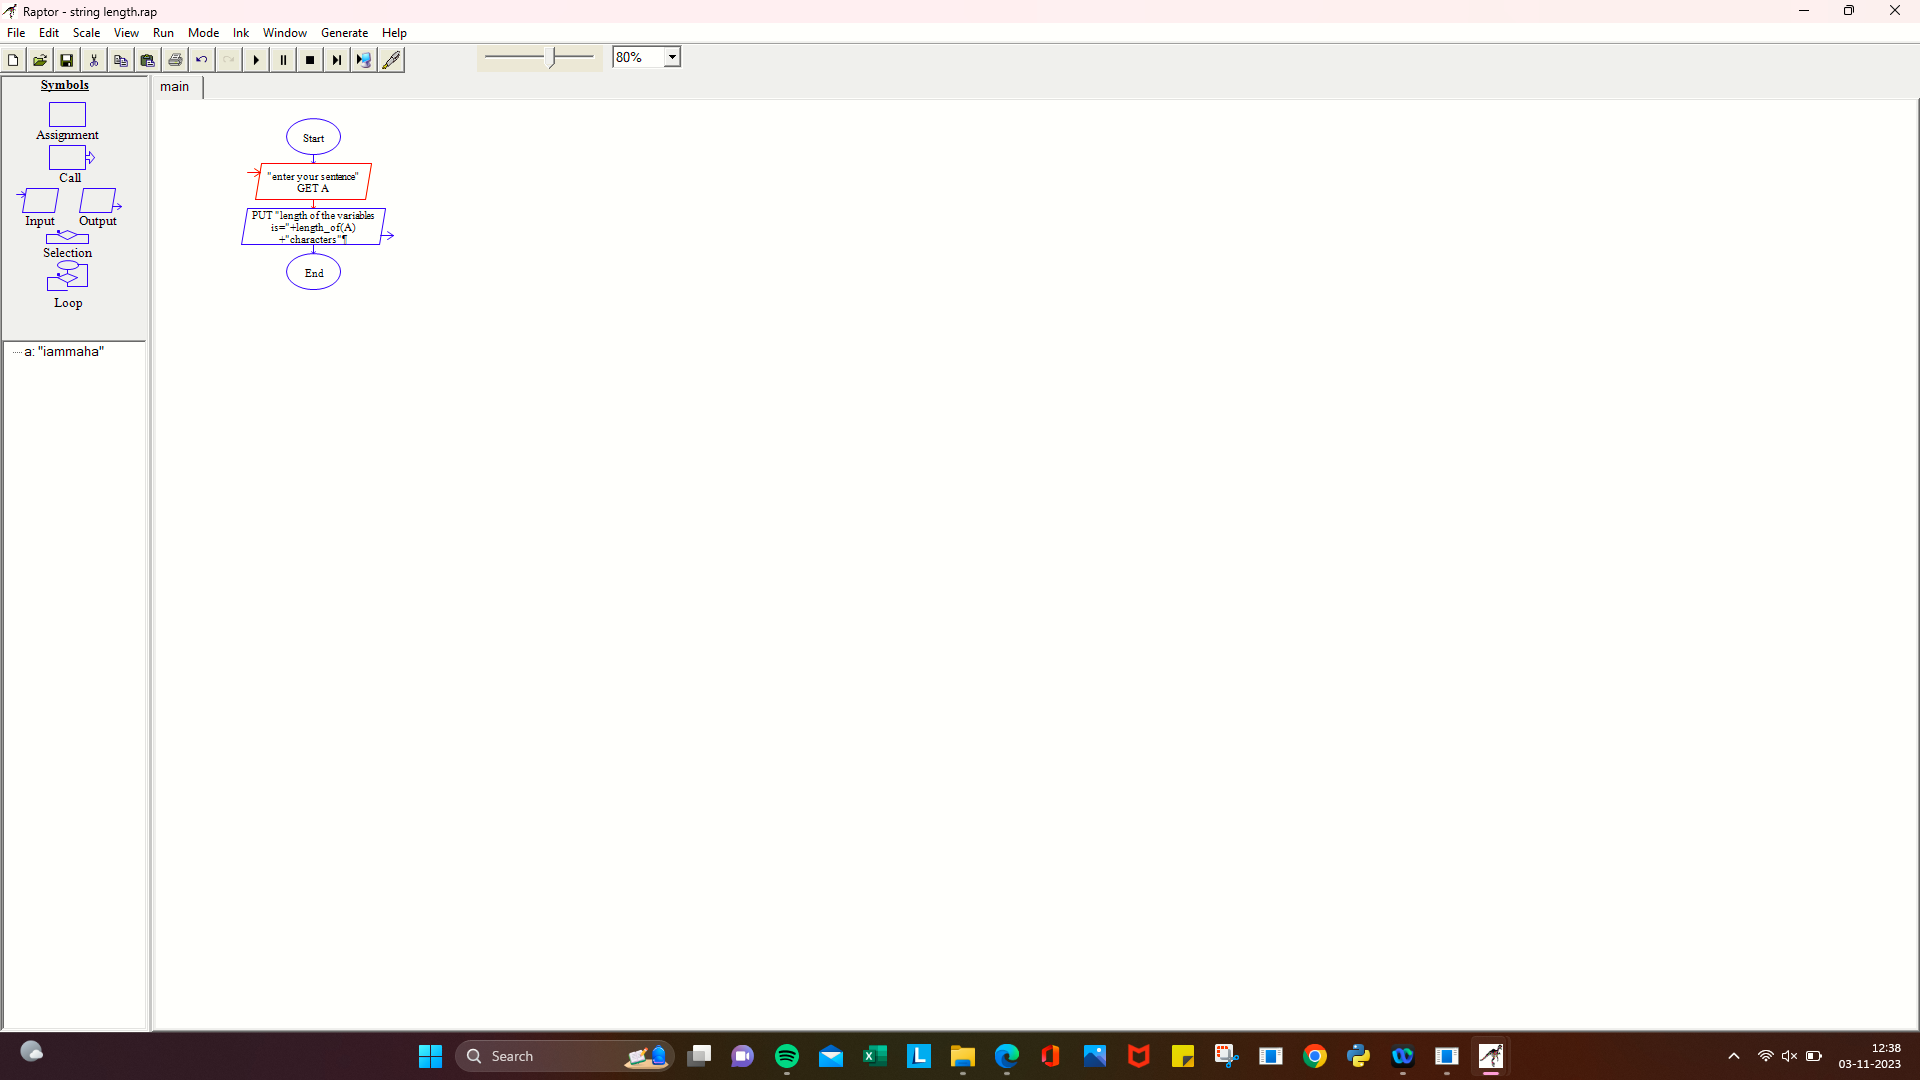 Raptor - string length.rap
File Edit Scale View Run Mode Ink Window Generate Help
80%
Symbols
Assignment
Call
Input Output
Selection
Loop
a: "iammaha"
main
Start
"enter your sentence"
GET A
PUT "length of the variables
is="+length_of(A)
+"characters"¶
End
Search
12:38
03-11-2023